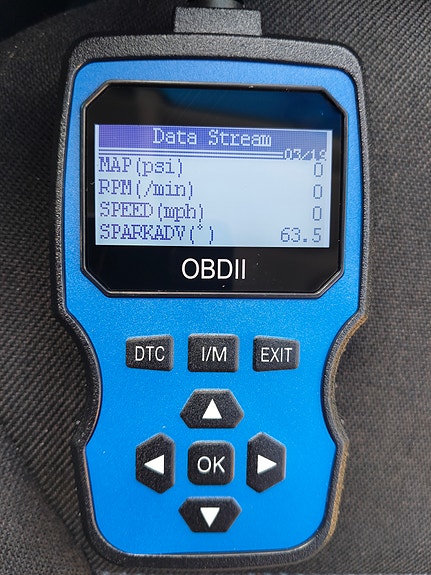 Data Stream
03/19
MAP(psi) 0
RPM(/min) 0
SPEED(mph) 0
SPARKADV(°) 63.5
OBDII
DTC I/M EXIT
OK